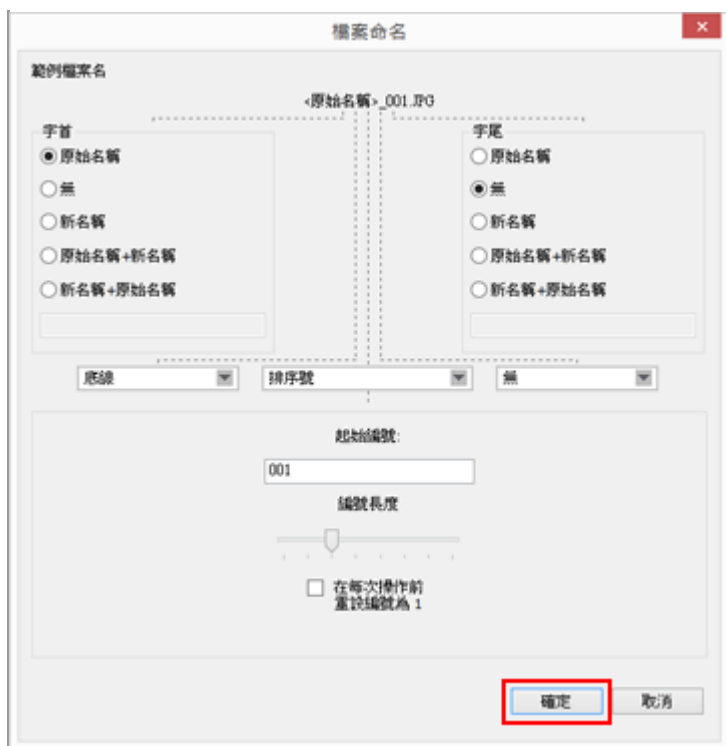 檔案命名
範例檔案名
<原始名稱>_001.JPG
字首
原始名稱
無
新名稱
原始名稱+新名稱
新名稱+原始名稱
字尾
原始名稱
無
新名稱
原始名稱+新名稱
新名稱+原始名稱
底線
排序號
無
起始編號:
001
編號長度
在每次操作前
重設編號為 1
確定
取消